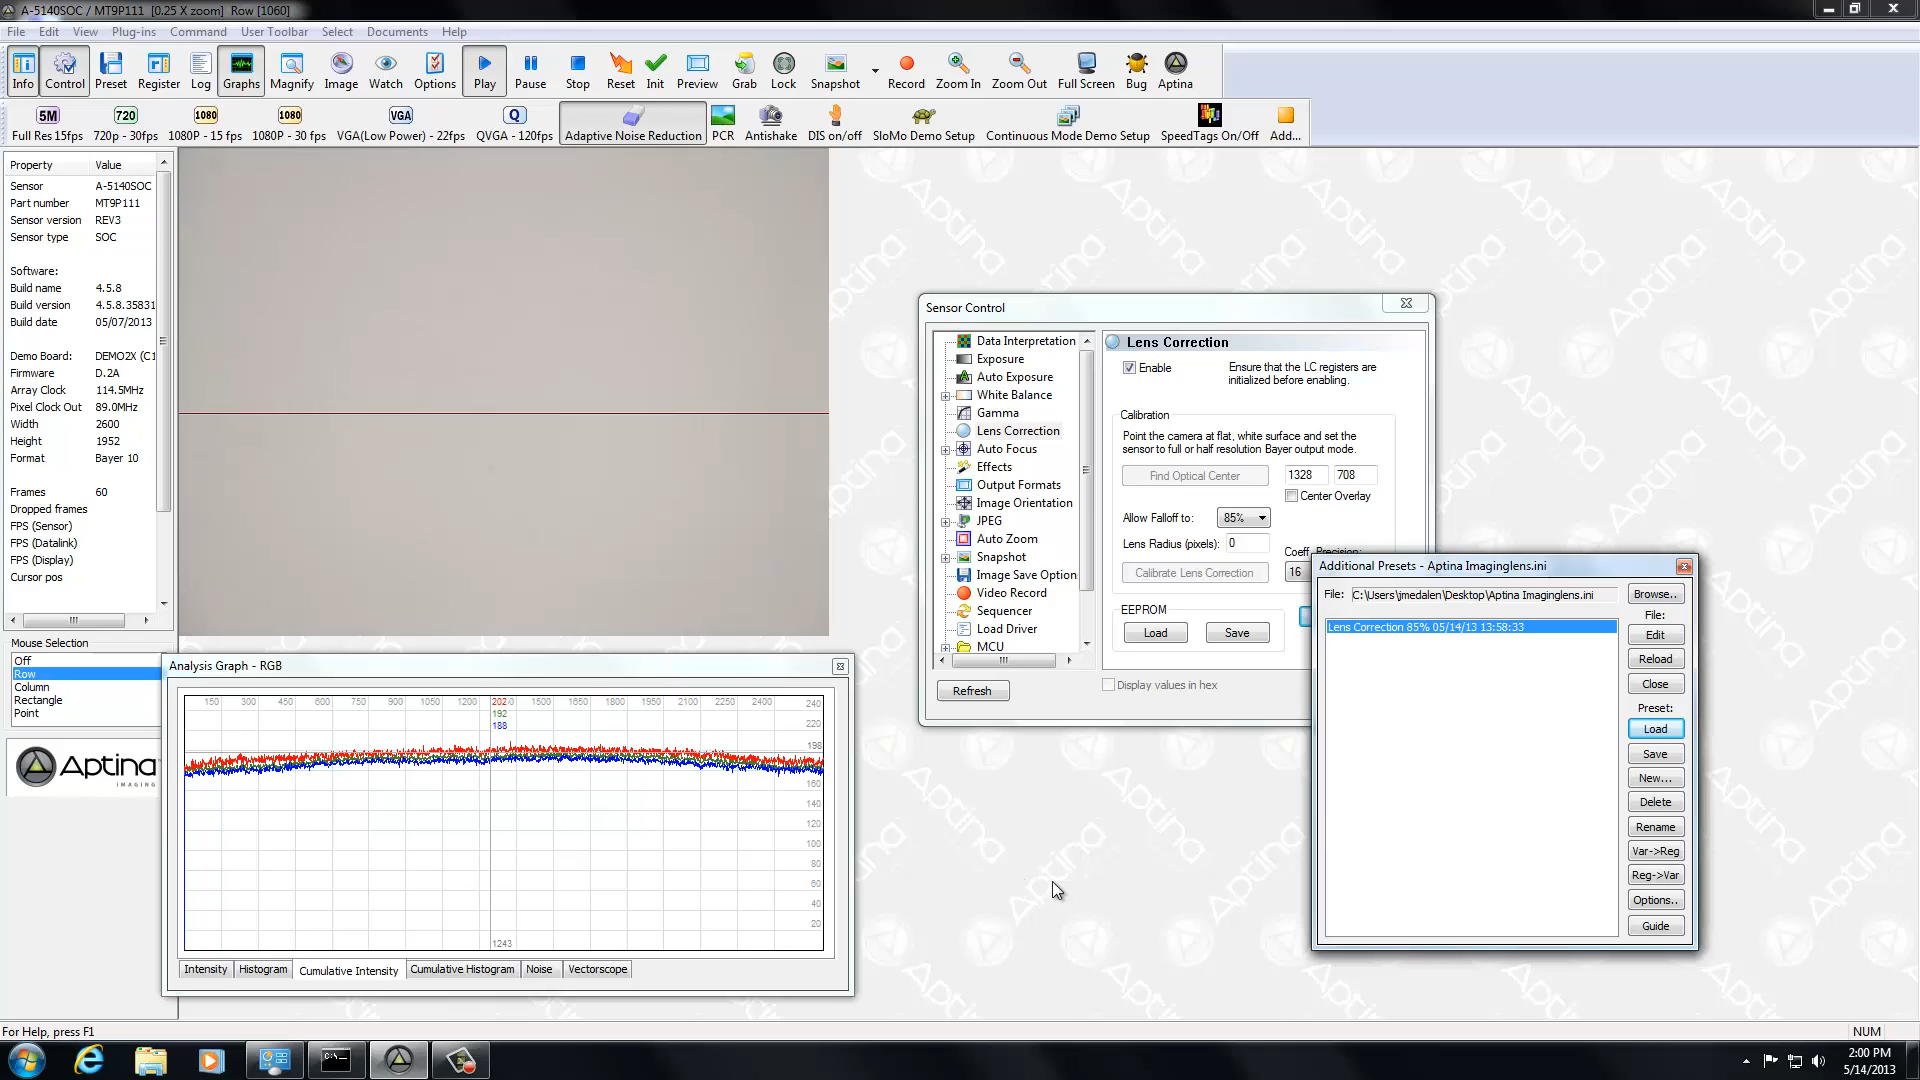 A-5140SOC / MT9P111 [0.25 X zoom] Row [1060]
File Edit View Plug-ins Command User Toolbar Select Documents Help
Info Control Preset Register Log Graphs Magnify Image Watch Options Play Pause Stop Reset Init Preview Grab Lock Snapshot Record Zoom In Zoom Out Full Screen Bug Aptina
5M 720 1080 1080 VGA Q
Full Res 15fps 720p - 30fps 1080P - 15 fps 1080P - 30 fps VGA(Low Power) - 22fps QVGA - 120fps Adaptive Noise Reduction PCR Antishake DIS on/off SloMo Demo Setup Continuous Mode Demo Setup SpeedTags On/Off Add...
Property Value
Sensor A-5140SOC
Part number MT9P111
Sensor version REV3
Sensor type SOC
Software:
Build name 4.5.8
Build version 4.5.8.35831
Build date 05/07/2013
Demo Board: DEMO2X (C1
Firmware D.2A
Array Clock 114.5MHz
Pixel Clock Out 89.0MHz
Width 2600
Height 1952
Format Bayer 10
Frames 60
Dropped frames
FPS (Sensor)
FPS (Datalink)
FPS (Display)
Cursor pos
Mouse Selection
Off
Row
Column
Rectangle
Point
Aptina
IMAGING
Analysis Graph - RGB
150 300 450 600 750 900 1050 1200 202 1500 1650 1800 1950 2100 2250 2400 240
192
220
188
198
160
140
120
100
80
60
40
20
1243
Intensity Histogram Cumulative Intensity Cumulative Histogram Noise Vectorscope
Sensor Control
Data Interpretation
Exposure
Auto Exposure
White Balance
Gamma
Lens Correction
Auto Focus
Effects
Output Formats
Image Orientation
JPEG
Auto Zoom
Snapshot
Image Save Option
Video Record
Sequencer
Load Driver
MCU
Refresh
Lens Correction
Enable
Ensure that the LC registers are
initialized before enabling.
Calibration
Point the camera at flat, white surface and set the
sensor to full or half resolution Bayer output mode.
Find Optical Center 1328 708
Center Overlay
Allow Falloff to: 85%
Lens Radius (pixels): 0
Coeff. Precision:
Calibrate Lens Correction 16
EEPROM
Load Save
Display values in hex
Additional Presets - Aptina Imaginglens.ini
File: C:\Users\jmedalen\Desktop\Aptina Imaginglens.ini
Lens Correction 85% 05/14/13 13:58:33
Browse..
File:
Edit
Reload
Close
Preset:
Load
Save
New...
Delete
Rename
Var->Reg
Reg->Var
Options..
Guide
For Help, press F1
NUM
2:00 PM
5/14/2013